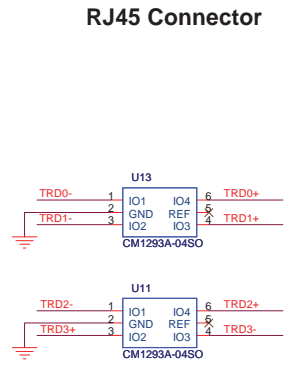 RJ45 Connector
U13
TRD0- 1 IO1 IO4 6 TRD0+
2 GND REF 5
TRD1- 3 IO2 IO3 4 TRD1+
CM1293A-04SO
U11
TRD2- 1 IO1 IO4 6 TRD2+
2 GND REF 5
TRD3+ 3 IO2 IO3 4 TRD3-
CM1293A-04SO